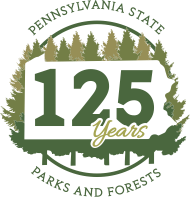 PENNSYLVANIA STATE
125
Years
PARKS AND FORESTS